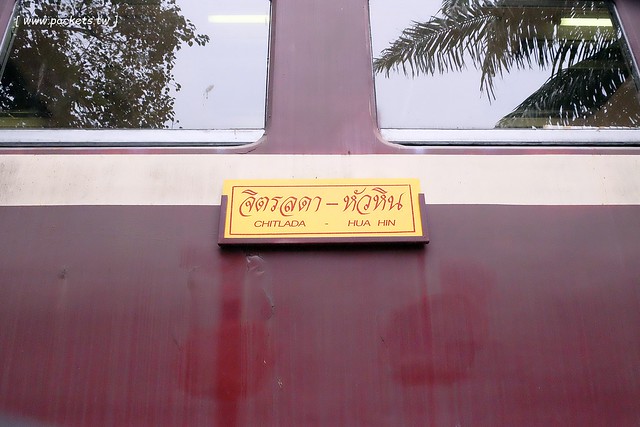 [ www.packets.tw ]
จิตรลดา - หัวหิน
CHITLADA - HUA HIN